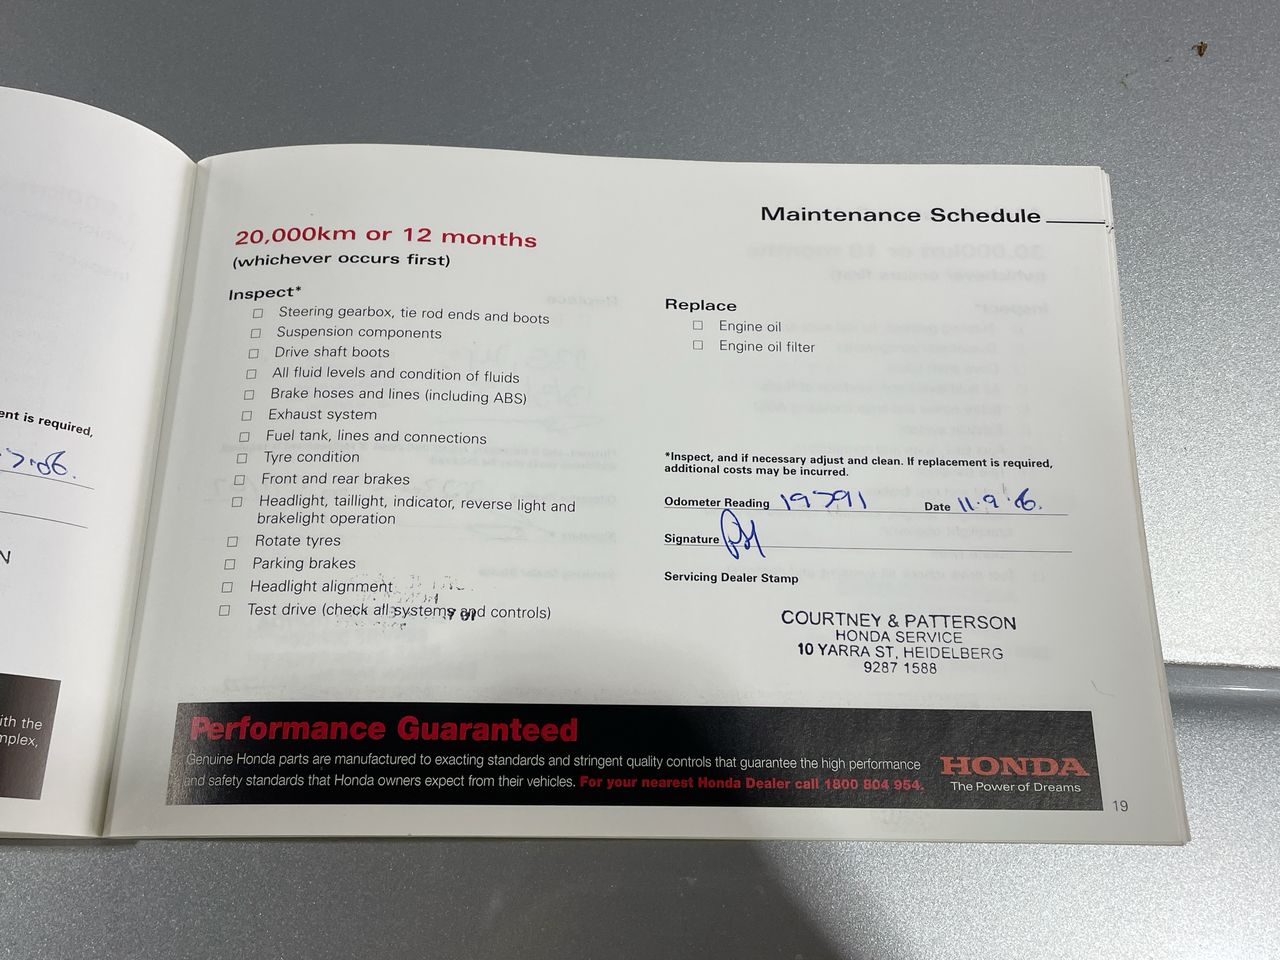 ent is required,
7.06.
N
ith the
mplex,
Maintenance Schedule
20,000km or 12 months
(whichever occurs first)
Inspect*
□ Steering gearbox, tie rod ends and boots
□ Suspension components
□ Drive shaft boots
□ All fluid levels and condition of fluids
□ Brake hoses and lines (including ABS)
□ Exhaust system
□ Fuel tank, lines and connections
□ Tyre condition
□ Front and rear brakes
□ Headlight, taillight, indicator, reverse light and
brakelight operation
□ Rotate tyres
□ Parking brakes
□ Headlight alignment
□ Test drive (check all systems and controls)
Replace
□ Engine oil
□ Engine oil filter
*Inspect, and if necessary adjust and clean. If replacement is required,
additional costs may be incurred.
Odometer Reading 19791 Date 11.9.06.
Signature
Servicing Dealer Stamp
COURTNEY & PATTERSON
HONDA SERVICE
10 YARRA ST, HEIDELBERG
9287 1588
Performance Guaranteed
Genuine Honda parts are manufactured to exacting standards and stringent quality controls that guarantee the high performance
and safety standards that Honda owners expect from their vehicles. For your nearest Honda Dealer call 1800 804 954.
HONDA
The Power of Dreams
19